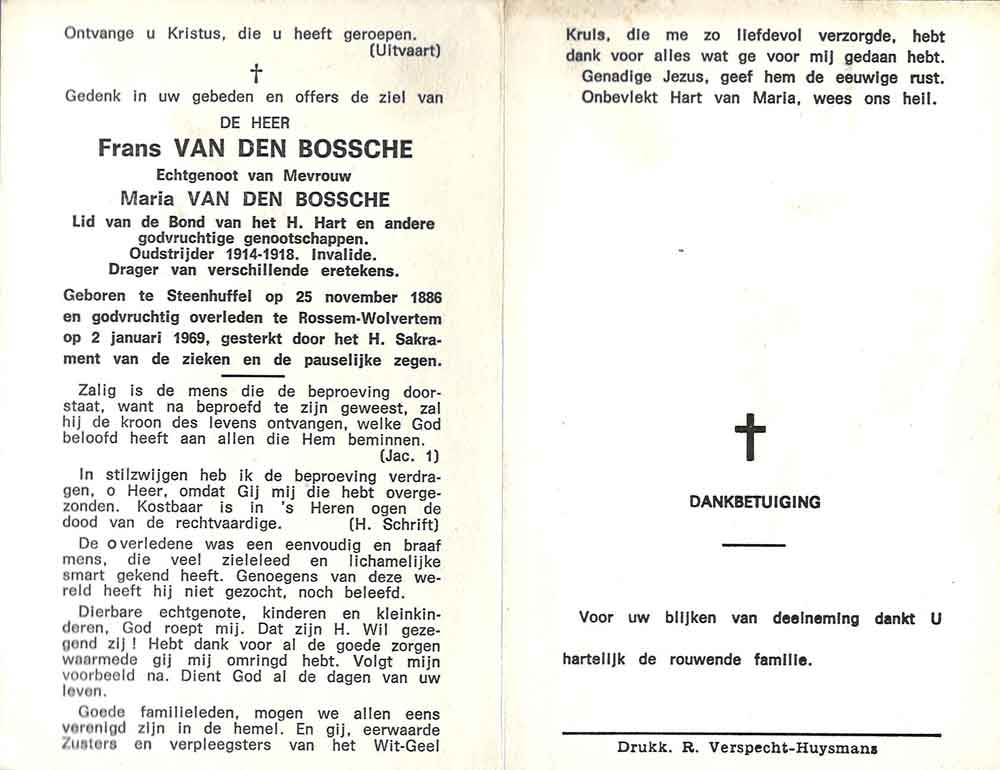 Ontvange u Kristus, die u heeft geroepen.
(Uitvaart)
Gedenk in uw gebeden en offers de ziel van
DE HEER
Frans VAN DEN BOSSCHE
Echtgenoot van Mevrouw
Maria VAN DEN BOSSCHE
Lid van de Bond van het H. Hart en andere
godvruchtige genootschappen.
Oudstrijder 1914-1918. Invalide.
Drager van verschillende eretekens.
Geboren te Steenhuffel op 25 november 1886
en godvruchtig overleden te Rossem-Wolvertem
op 2 januari 1969, gesterkt door het H. Sakra-
ment van de zieken en de pauselijke zegen.
Zalig is de mens die de beproeving door-
staat, want na beproefd te zijn geweest, zal
hij de kroon des levens ontvangen, welke God
beloofd heeft aan allen die Hem beminnen.
(Jac. 1)
In stilzwijgen heb ik de beproeving verdra-
gen, o Heer, omdat Gij mij die hebt overge-
zonden. Kostbaar is in 's Heren ogen de
dood van de rechtvaardige. (H. Schrift)
De overledene was een eenvoudig en braaf
mens, die veel zieleleed en lichamelijke
smart gekend heeft. Genoegens van deze we-
reld heeft hij niet gezocht, noch beleefd.
Dierbare echtgenote, kinderen en kleinkin-
deren, God roept mij. Dat zijn H. Wil geze-
gend zij! Hebt dank voor al de goede zorgen
waarmede gij mij omringd hebt. Volgt mijn
voorbeeld na. Dient God al de dagen van uw
leven.
Goede familieleden, mogen we allen eens
verenigd zijn in de hemel. En gij, eerwaarde
Zusters en verpleegsters van het Wit-Geel
Kruis, die me zo liefdevol verzorgde, hebt
dank voor alles wat ge voor mij gedaan hebt.
Genadige Jezus, geef hem de eeuwige rust.
Onbevlekt Hart van Maria, wees ons heil.
DANKBETUIGING
Voor uw blijken van deelneming dankt U
hartelijk de rouwende familie.
Drukk. R. Verspecht-Huysmans